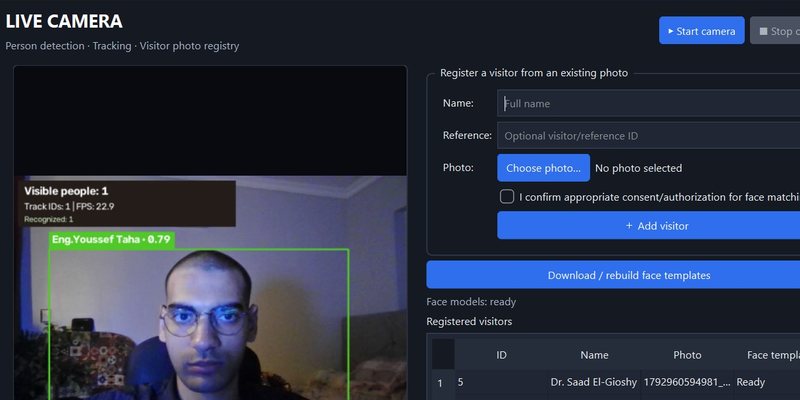 LIVE CAMERA
Person detection · Tracking · Visitor photo registry
▸ Start camera
■ Stop c
Visible people: 1
Track IDs: 1 | FPS: 22.9
Recognized: 1
Eng.Youssef Taha · 0.79
Register a visitor from an existing photo
Name: Full name
Reference: Optional visitor/reference ID
Photo: Choose photo... No photo selected
I confirm appropriate consent/authorization for face matchi
+ Add visitor
Download / rebuild face templates
Face models: ready
Registered visitors
ID Name Photo Face templa
1 5 Dr. Saad El-Gioshy 1792960594981_... Ready